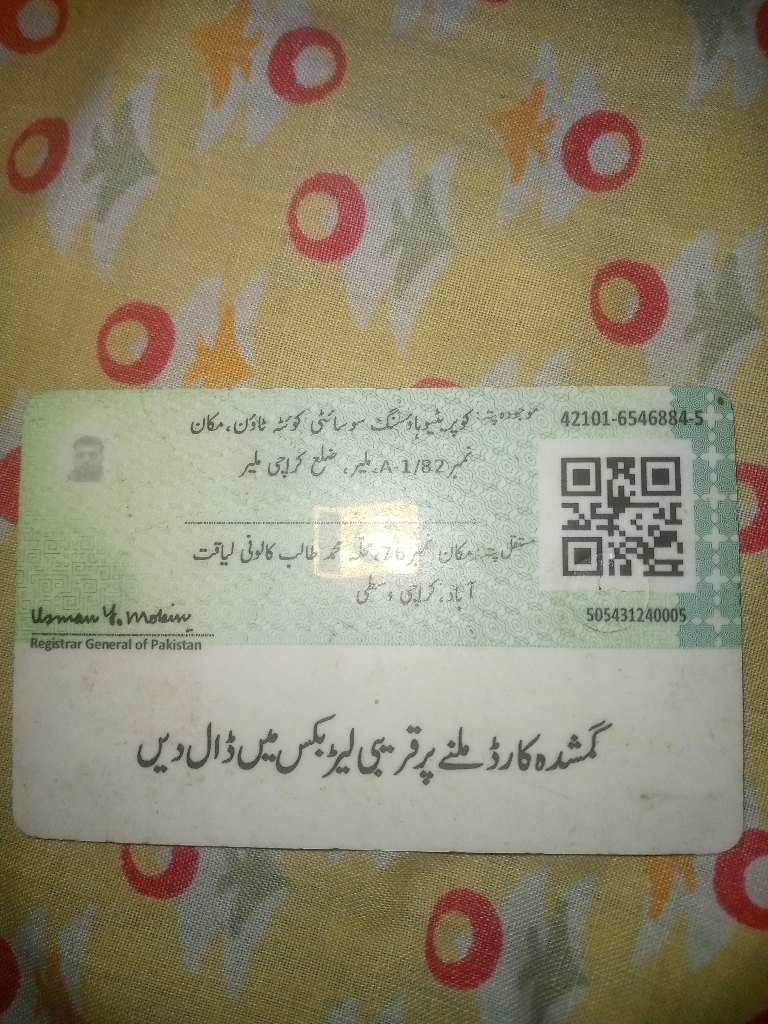 42101-6546884-5
موجودہ پتہ: کوپریٹیو ہاؤسنگ سوسائٹی کوئٹہ ٹاؤن، مکان
نمبر A-1/82، ملیر، ضلع کراچی ملیر
مستقل پتہ: مکان نمبر 76، محلہ محمد طالب کالونی لیاقت
آباد، کراچی وسطی
505431240005
Usman Y. Mobin
Registrar General of Pakistan
گمشدہ کارڈ ملنے پر قریبی لیٹر بکس میں ڈال دیں